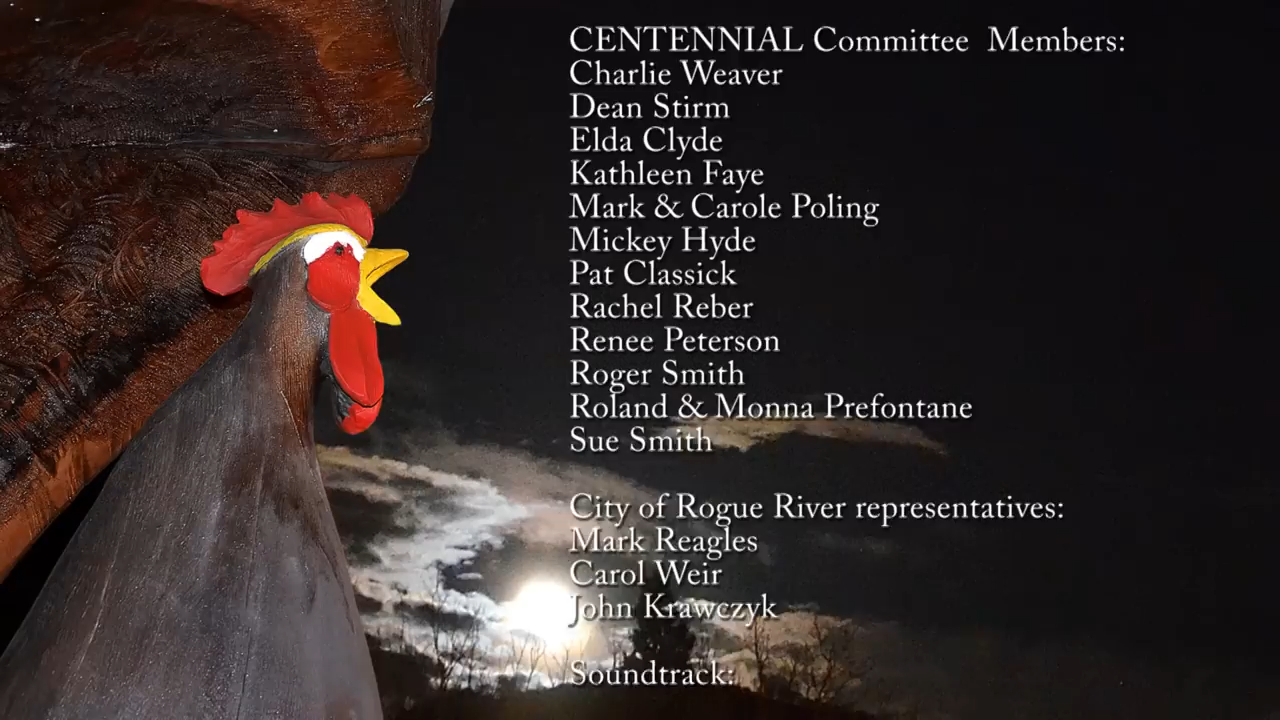 CENTENNIAL Committee Members:
Charlie Weaver
Dean Stirm
Elda Clyde
Kathleen Faye
Mark & Carole Poling
Mickey Hyde
Pat Classick
Rachel Reber
Renee Peterson
Roger Smith
Roland & Monna Prefontane
Sue Smith
City of Rogue River representatives:
Mark Reagles
Carol Weir
John Krawczyk
Soundtrack: